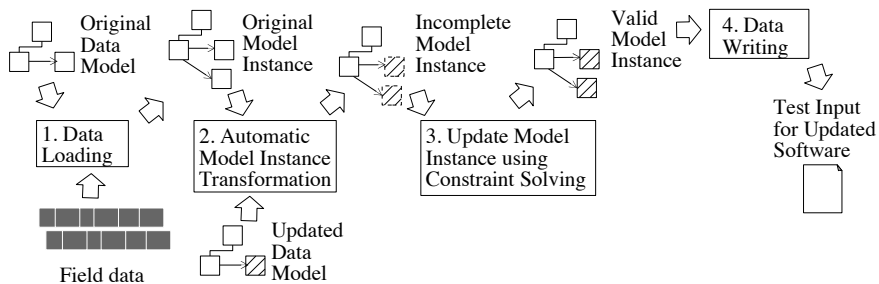 Original
Data
Model
1. Data
Loading
Field data
Original
Model
Instance
2. Automatic
Model Instance
Transformation
Updated
Data
Model
Incomplete
Model
Instance
3. Update Model
Instance using
Constraint Solving
Valid
Model
Instance
4. Data
Writing
Test Input
for Updated
Software